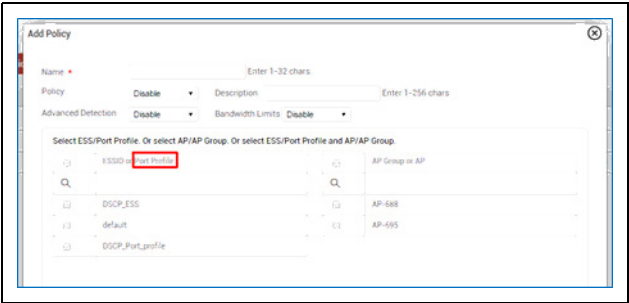 Add Policy
Name * Enter 1-32 chars.
Policy Disable Description Enter 1-256 chars
Advanced Detection Disable Bandwidth Limits Disable
Select ESS/Port Profile. Or select AP/AP Group. Or select ESS/Port Profile and AP/AP Group.
ESSID or Port Profile AP Group or AP
DSCP_ESS AP-688
default AP-695
DSCP_Port_profile